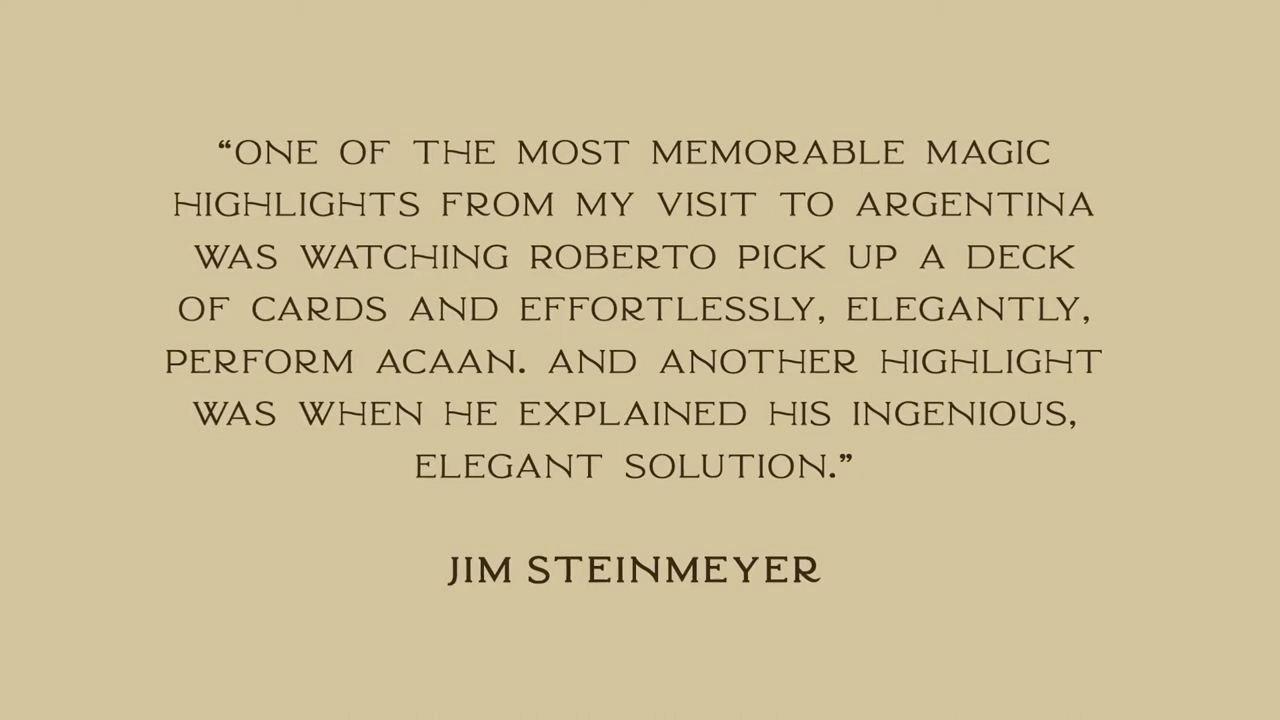 “ONE OF THE MOST MEMORABLE MAGIC
HIGHLIGHTS FROM MY VISIT TO ARGENTINA
WAS WATCHING ROBERTO PICK UP A DECK
OF CARDS AND EFFORTLESSLY, ELEGANTLY,
PERFORM ACAAN. AND ANOTHER HIGHLIGHT
WAS WHEN HE EXPLAINED HIS INGENIOUS,
ELEGANT SOLUTION.”
JIM STEINMEYER